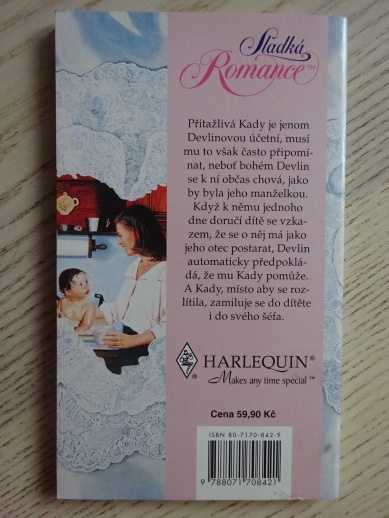 Sladká
Romance™
Přitažlivá Kady je jenom
Devlinovou účetní, musí
mu to však často připomí-
nat, neboť bohém Devlin
se k ní občas chová, jako
by byla jeho manželkou.
Když k němu jednoho
dne doručí dítě se vzka-
zem, že se o něj má jako
jeho otec postarat, Devlin
automaticky předpoklá-
dá, že mu Kady pomůže.
A Kady, místo aby se roz-
lítila, zamiluje se do dítěte
i do svého šéfa.
HARLEQUIN®
®
Makes any time special™
Cena 59,90 Kč
ISBN 80-7170-842-9
9 788071 708421